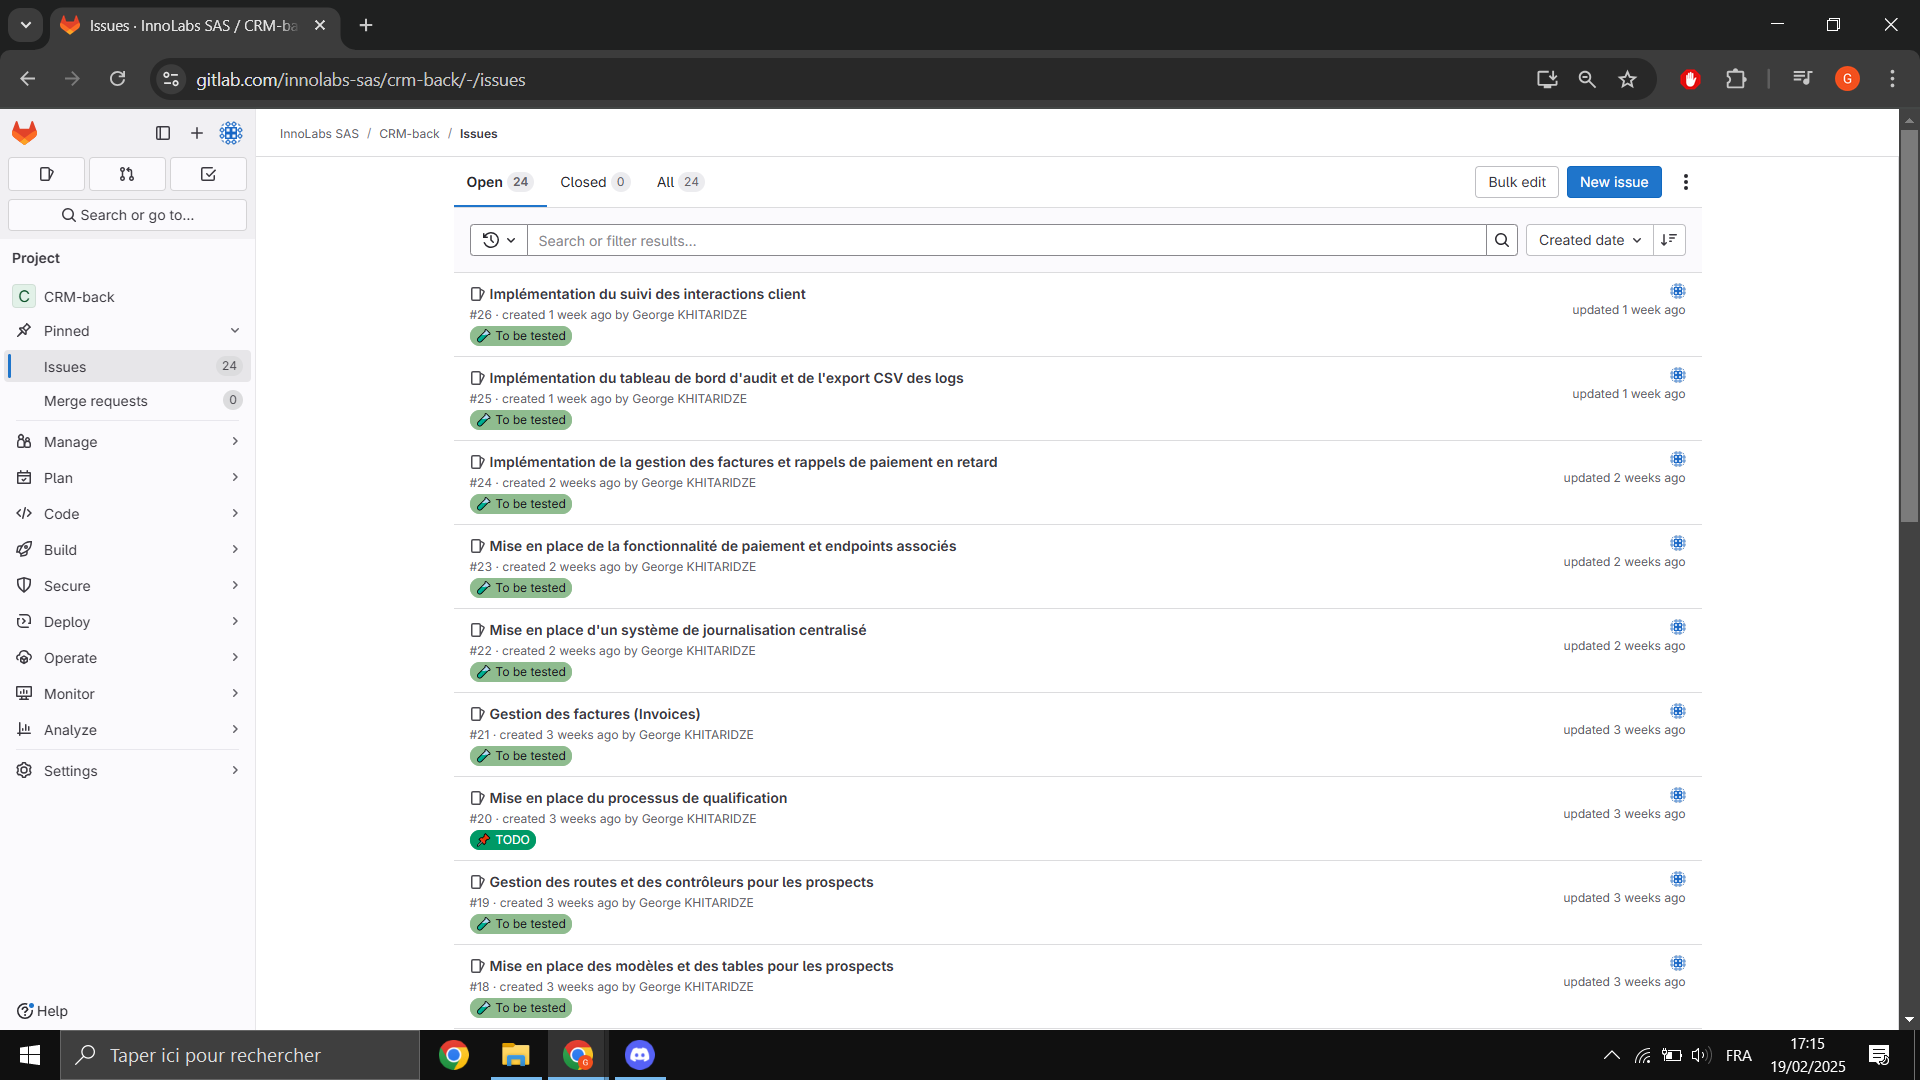 Issues · InnoLabs SAS / CRM-ba
gitlab.com/innolabs-sas/crm-back/-/issues
G
InnoLabs SAS / CRM-back / Issues
Search or go to...
Project
C CRM-back
Pinned
Issues 24
Merge requests 0
Manage
Plan
Code
Build
Secure
Deploy
Operate
Monitor
Analyze
Settings
Help
Open 24 Closed 0 All 24
Bulk edit New issue
Search or filter results...
Created date
Implémentation du suivi des interactions client
#26 · created 1 week ago by George KHITARIDZE
updated 1 week ago
To be tested
Implémentation du tableau de bord d'audit et de l'export CSV des logs
#25 · created 1 week ago by George KHITARIDZE
updated 1 week ago
To be tested
Implémentation de la gestion des factures et rappels de paiement en retard
#24 · created 2 weeks ago by George KHITARIDZE
updated 2 weeks ago
To be tested
Mise en place de la fonctionnalité de paiement et endpoints associés
#23 · created 2 weeks ago by George KHITARIDZE
updated 2 weeks ago
To be tested
Mise en place d'un système de journalisation centralisé
#22 · created 2 weeks ago by George KHITARIDZE
updated 2 weeks ago
To be tested
Gestion des factures (Invoices)
#21 · created 3 weeks ago by George KHITARIDZE
updated 3 weeks ago
To be tested
Mise en place du processus de qualification
#20 · created 3 weeks ago by George KHITARIDZE
updated 3 weeks ago
TODO
Gestion des routes et des contrôleurs pour les prospects
#19 · created 3 weeks ago by George KHITARIDZE
updated 3 weeks ago
To be tested
Mise en place des modèles et des tables pour les prospects
#18 · created 3 weeks ago by George KHITARIDZE
updated 3 weeks ago
To be tested
Taper ici pour rechercher
FRA
17:15
19/02/2025